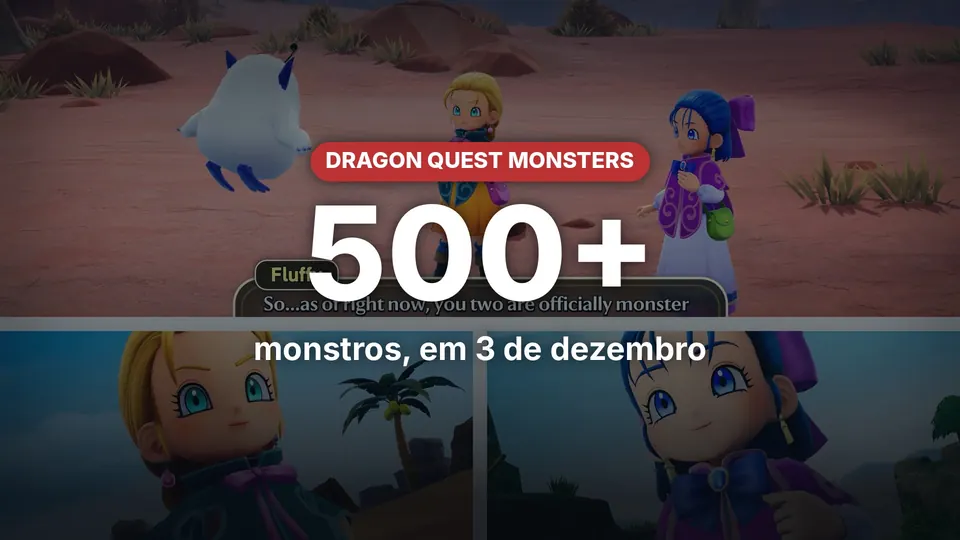 DRAGON QUEST MONSTERS
500+
Fluffy
So...as of right now, you two are officially monster
monstros, em 3 de dezembro